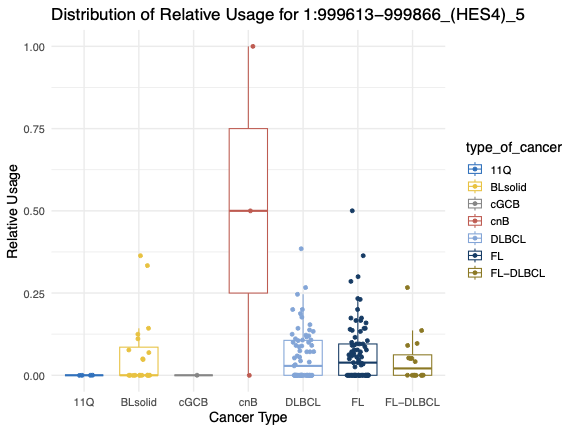 Distribution of Relative Usage for 1:999613−999866_(HES4)_5
1.00
0.75
0.50
0.25
0.00
Relative Usage
11Q
BLsolid
cGCB
cnB
DLBCL
FL
FL−DLBCL
Cancer Type
type_of_cancer
11Q
BLsolid
cGCB
cnB
DLBCL
FL
FL−DLBCL